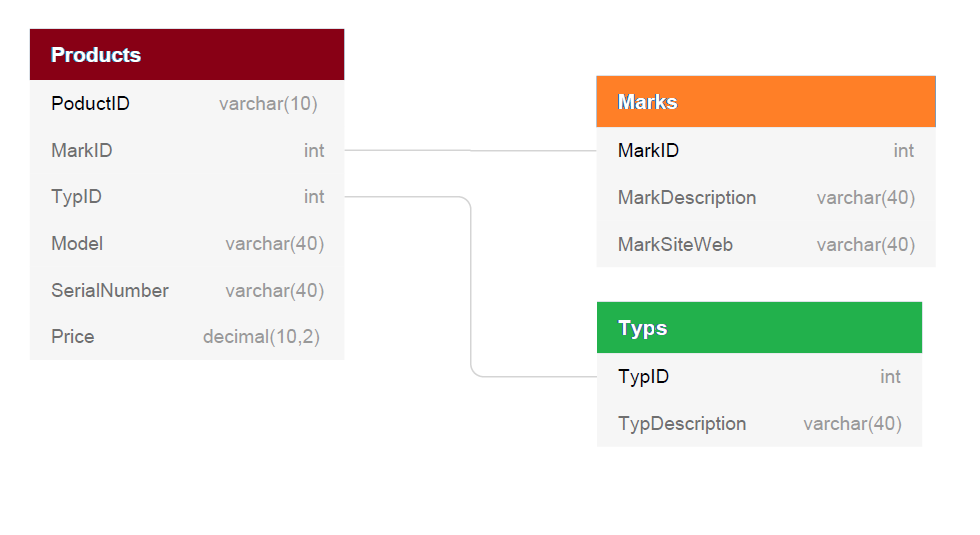 Products
PoductID varchar(10)
MarkID int
TypID int
Model varchar(40)
SerialNumber varchar(40)
Price decimal(10,2)
Marks
MarkID int
MarkDescription varchar(40)
MarkSiteWeb varchar(40)
Typs
TypID int
TypDescription varchar(40)